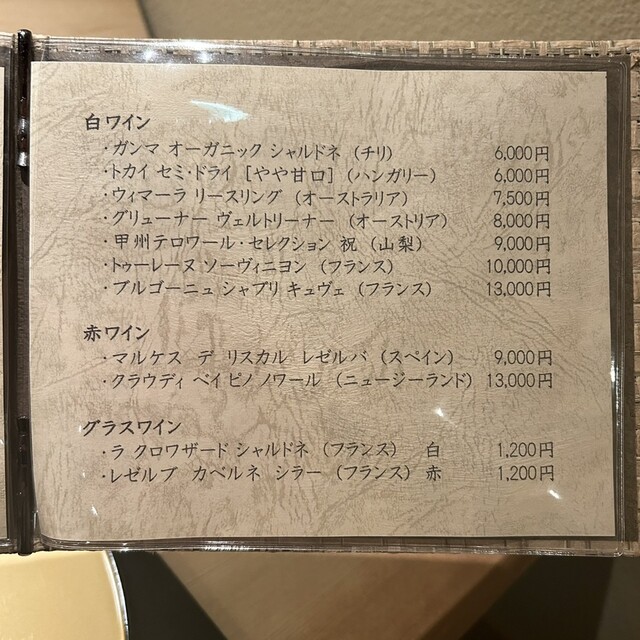 白ワイン
・ガンマ オーガニック シャルドネ (チリ) 6,000円
・トカイ セミ・ドライ [やや甘口] (ハンガリー) 6,000円
・ウィマーラ リースリング (オーストラリア) 7,500円
・グリューナー ヴェルトリーナー (オーストリア) 8,000円
・甲州テロワール・セレクション 祝 (山梨) 9,000円
・トゥーレーヌ ソーヴィニヨン (フランス) 10,000円
・ブルゴーニュ シャブリ キュヴェ (フランス) 13,000円
赤ワイン
・マルケス デ リスカル レゼルバ (スペイン) 9,000円
・クラウディ ベイ ピノ ノワール (ニュージーランド) 13,000円
グラスワイン
・ラ クロワザード シャルドネ (フランス) 白 1,200円
・レゼルブ カベルネ シラー (フランス) 赤 1,200円